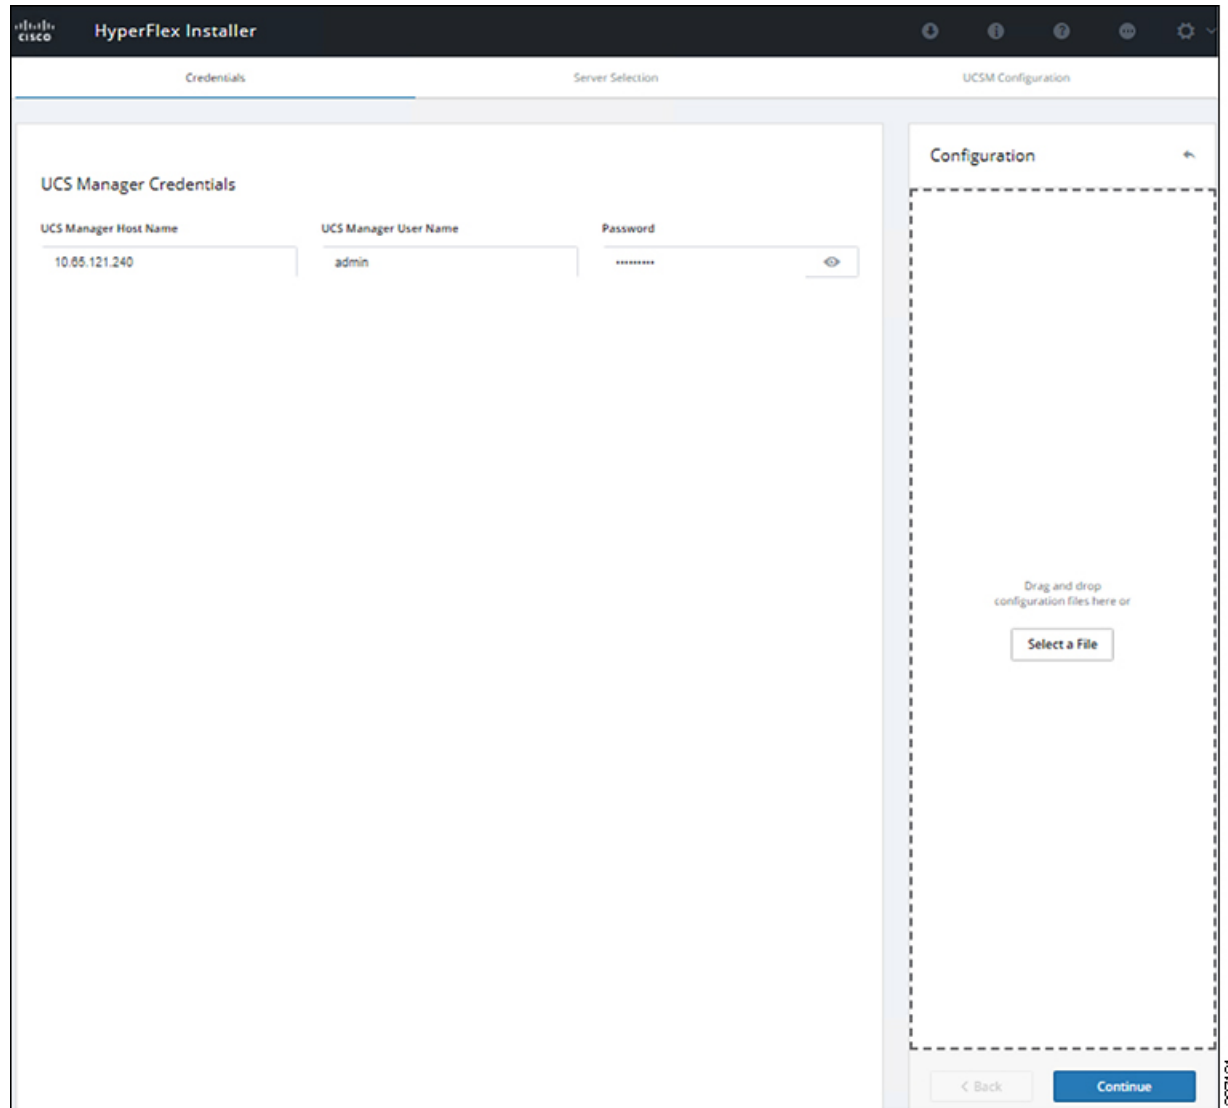 CISCO
HyperFlex Installer
Credentials
Server Selection
UCSM Configuration
UCS Manager Credentials
UCS Manager Host Name
UCS Manager User Name
Password
10.65.121.240
admin
•••••••••
Configuration
Drag and drop
configuration files here or
Select a File
< Back
Continue